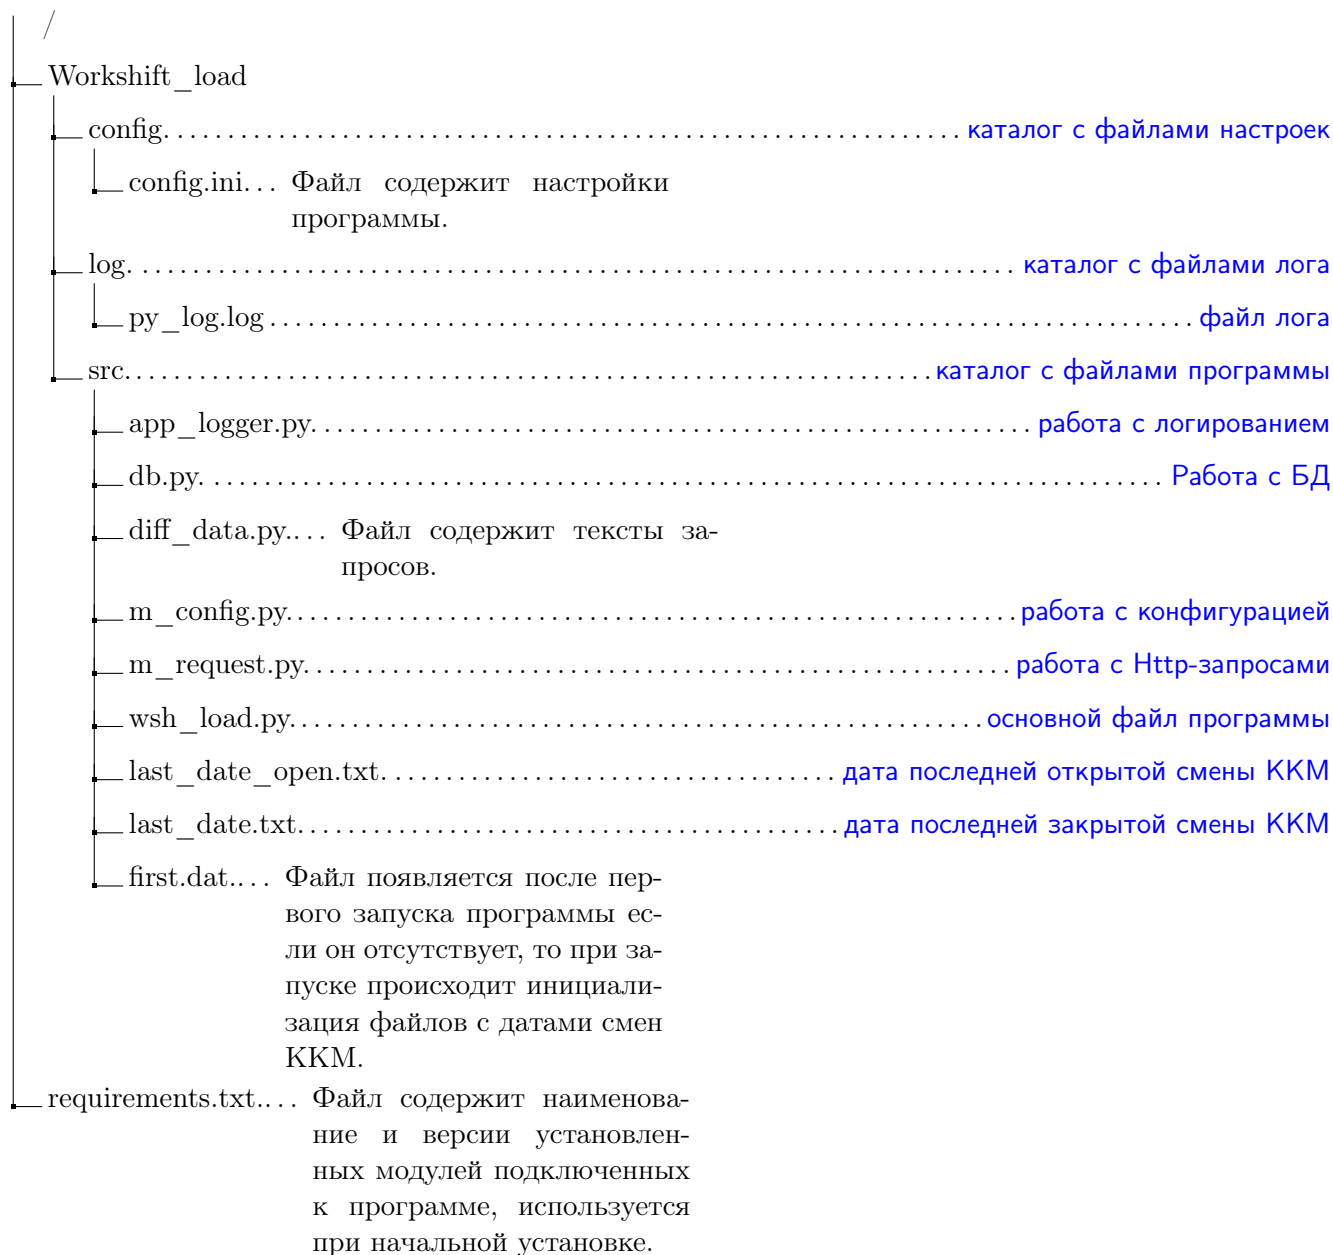 /
Workshift_load
config. . . . . . . . . . . . . . . . . . . . . . . . . . . . . . . . . . . . . . . . . . . . . . . . . . . . . . . . . . . . . . . каталог с файлами настроек
config.ini. . . Файл содержит настройки
программы.
log. . . . . . . . . . . . . . . . . . . . . . . . . . . . . . . . . . . . . . . . . . . . . . . . . . . . . . . . . . . . . . . . . . . . . . каталог с файлами лога
py_log.log . . . . . . . . . . . . . . . . . . . . . . . . . . . . . . . . . . . . . . . . . . . . . . . . . . . . . . . . . . . . . . . . . . . . . . . . . файл лога
src. . . . . . . . . . . . . . . . . . . . . . . . . . . . . . . . . . . . . . . . . . . . . . . . . . . . . . . . . . . . . . . . каталог с файлами программы
app_logger.py. . . . . . . . . . . . . . . . . . . . . . . . . . . . . . . . . . . . . . . . . . . . . . . . . . . . . . . . . работа с логированием
db.py. . . . . . . . . . . . . . . . . . . . . . . . . . . . . . . . . . . . . . . . . . . . . . . . . . . . . . . . . . . . . . . . . . . . . . . . . . . . Работа с БД
diff_data.py.. . . Файл содержит тексты за-
просов.
m_config.py. . . . . . . . . . . . . . . . . . . . . . . . . . . . . . . . . . . . . . . . . . . . . . . . . . . . . . . . . . работа с конфигурацией
m_request.py. . . . . . . . . . . . . . . . . . . . . . . . . . . . . . . . . . . . . . . . . . . . . . . . . . . . . . . . работа с Http-запросами
wsh_load.py. . . . . . . . . . . . . . . . . . . . . . . . . . . . . . . . . . . . . . . . . . . . . . . . . . . . . . . основной файл программы
last_date_open.txt. . . . . . . . . . . . . . . . . . . . . . . . . . . . . . . . . . . . дата последней открытой смены ККМ
last_date.txt. . . . . . . . . . . . . . . . . . . . . . . . . . . . . . . . . . . . . . . . . . . дата последней закрытой смены ККМ
first.dat.. . . Файл появляется после пер-
вого запуска программы ес-
ли он отсутствует, то при за-
пуске происходит инициали-
зация файлов с датами смен
ККМ.
requirements.txt.. . . Файл содержит наименова-
ние и версии установлен-
ных модулей подключенных
к программе, используется
при начальной установке.